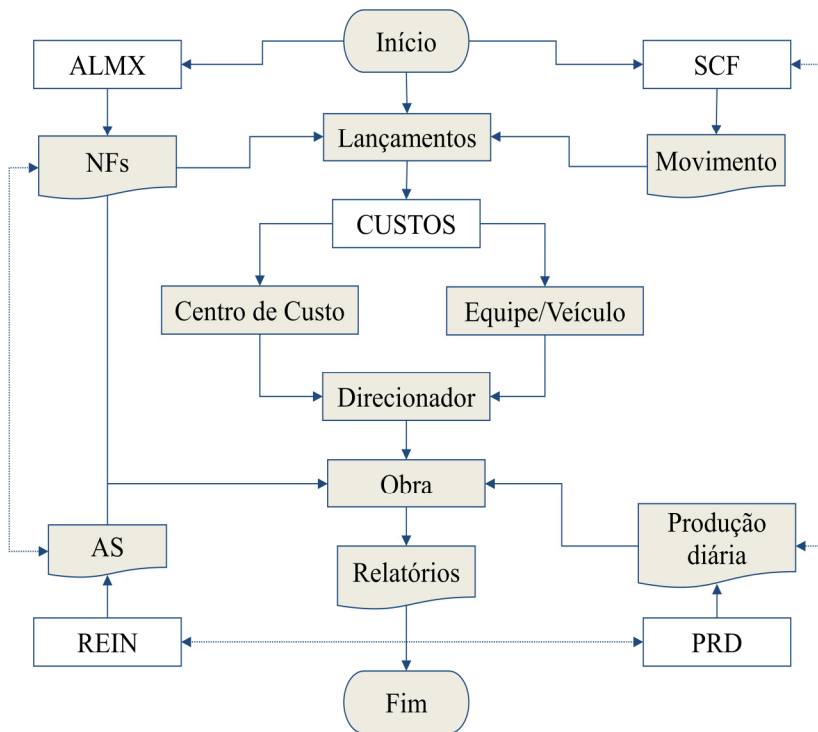 Início
ALMX
SCF
Lançamentos
NFs
Movimento
CUSTOS
Centro de Custo
Equipe/Veículo
Direcionador
Obra
Produção
diária
AS
Relatórios
REIN
PRD
Fim